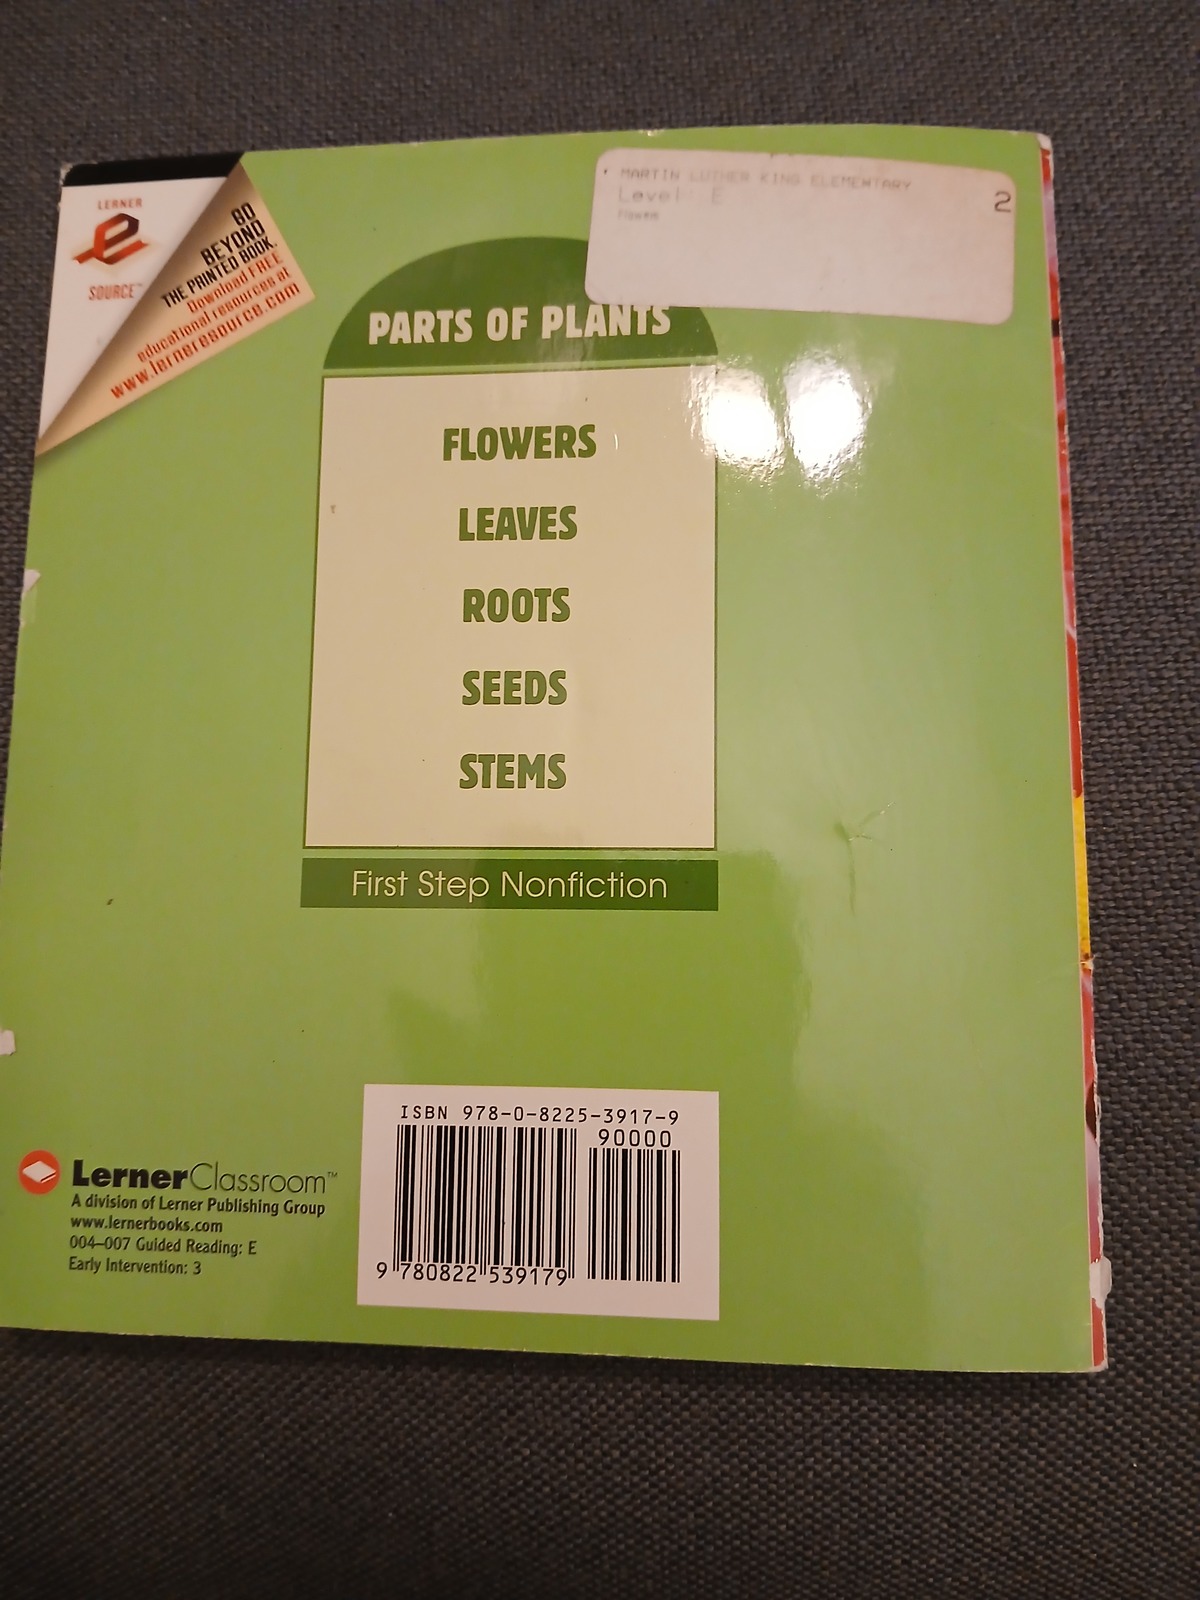 LERNER
e
SOURCE™
GO
BEYOND
THE PRINTED BOOK.
Download FREE
educational resources at
www.lerneresource.com
MARTIN LUTHER KING ELEMENTARY
Level: E
2
PARTS OF PLANTS
FLOWERS
LEAVES
ROOTS
SEEDS
STEMS
First Step Nonfiction
ISBN 978-0-8225-3917-9
90000
9 780822 539179
LernerClassroom™
A division of Lerner Publishing Group
www.lernerbooks.com
004–007 Guided Reading: E
Early Intervention: 3